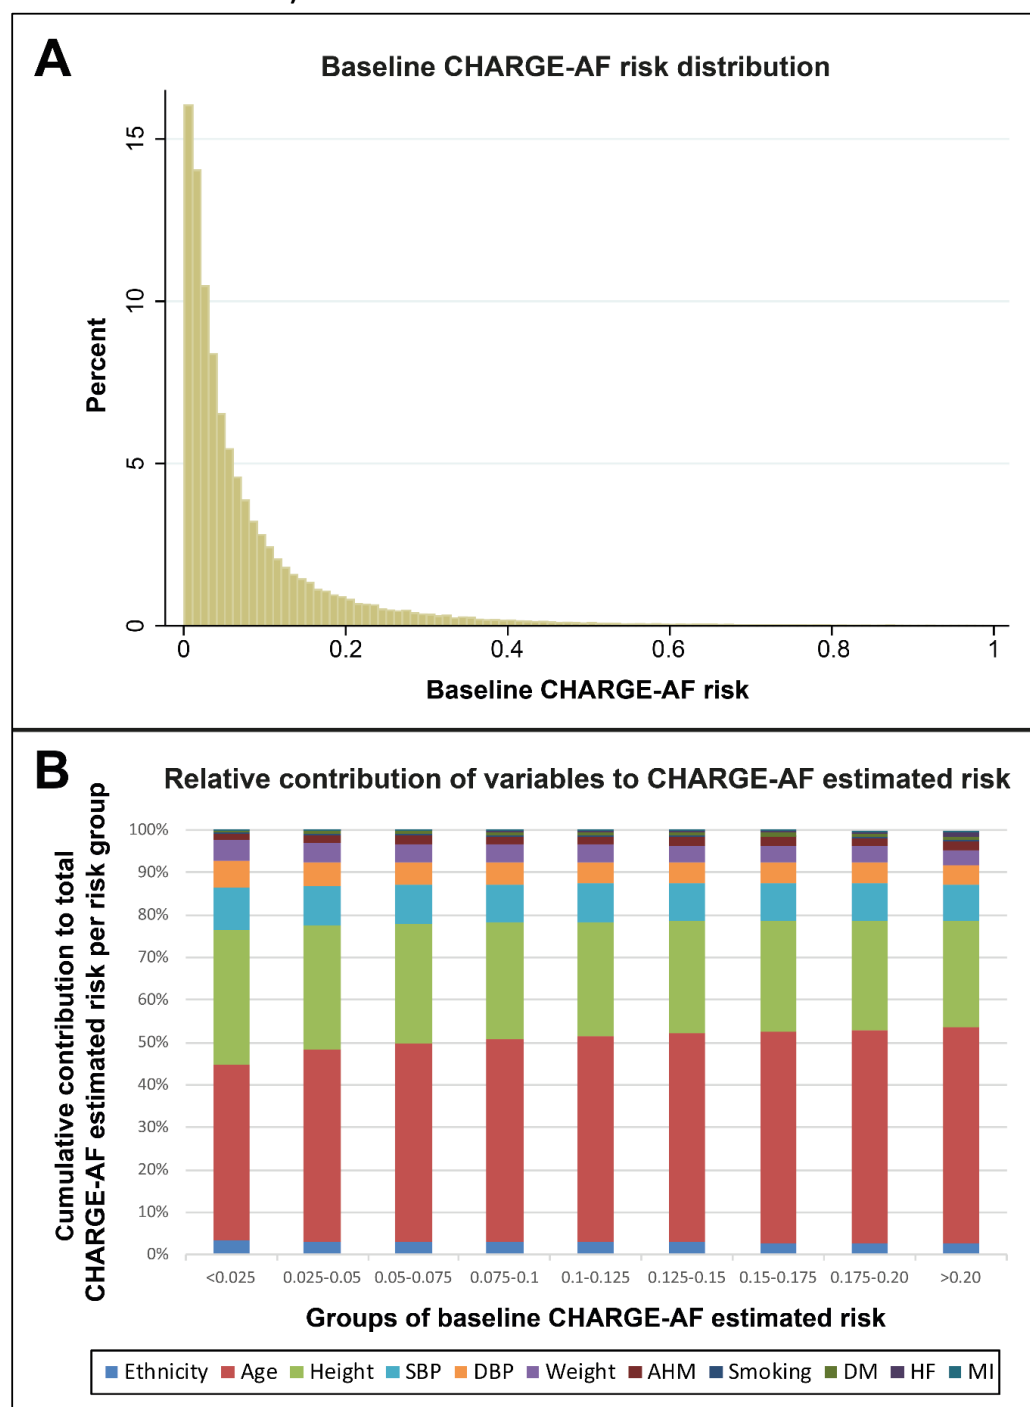 A
Baseline CHARGE-AF risk distribution
Percent
15
10
5
0
0 0.2 0.4 0.6 0.8 1
Baseline CHARGE-AF risk
B
Relative contribution of variables to CHARGE-AF estimated risk
Cumulative contribution to total
CHARGE-AF estimated risk per risk group
100%
90%
80%
70%
60%
50%
40%
30%
20%
10%
0%
<0.025 0.025-0.05 0.05-0.075 0.075-0.1 0.1-0.125 0.125-0.15 0.15-0.175 0.175-0.20 >0.20
Groups of baseline CHARGE-AF estimated risk
Ethnicity Age Height SBP DBP Weight AHM Smoking DM HF MI